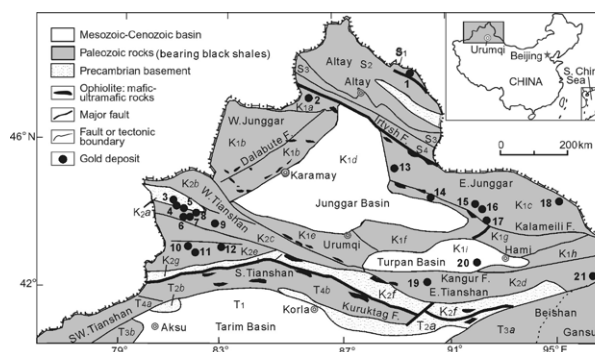 Mesozoic-Cenozoic basin
Paleozoic rocks (bearing black shales)
Precambrian basement
Ophiolite: mafic-
ultramafic rocks
Major fault
Fault or tectonic
boundary
Gold deposit
Urumqi
Beijing
CHINA
S. China
Sea
0 200km
S1
Altay S2
S3
1
Altay
2
K1a
W.Junggar
Irtysh F.
S3
S4
46°N
K1b
Dalabute F.
K1b
K1d
Karamay
13
E.Junggar
14
15 16
K1c
18
17
Junggar Basin
Kalameili F.
3
K2b
5
4
8
6
9
K2a
W.Tianshan
K2c
K1e
K1f
K1g
K1i
Hami
K1h
Urumqi
10
11
12
K2e
K2g
Turpan Basin
20
42°N
S.Tianshan
19
Kangur F.
21
E.Tianshan
K2d
K2f
K2f
T4b
T2b
T4a
T1
Korla
Kuruktag F.
T2a
T3a
Beishan
SW.Tianshan
T3b
Aksu
Tarim Basin
Gansu
79° 83° 87° 91° 95°E